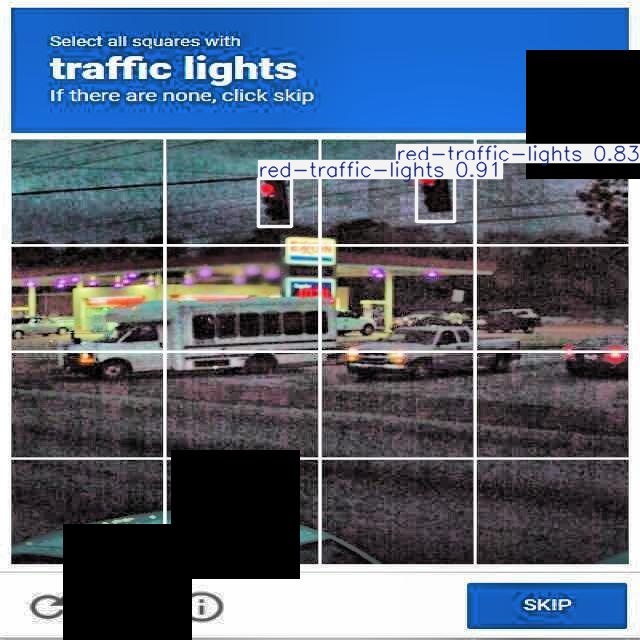 Select all squares with
traffic lights
If there are none, click skip
red-traffic-lights 0.83
red-traffic-lights 0.91
SKIP